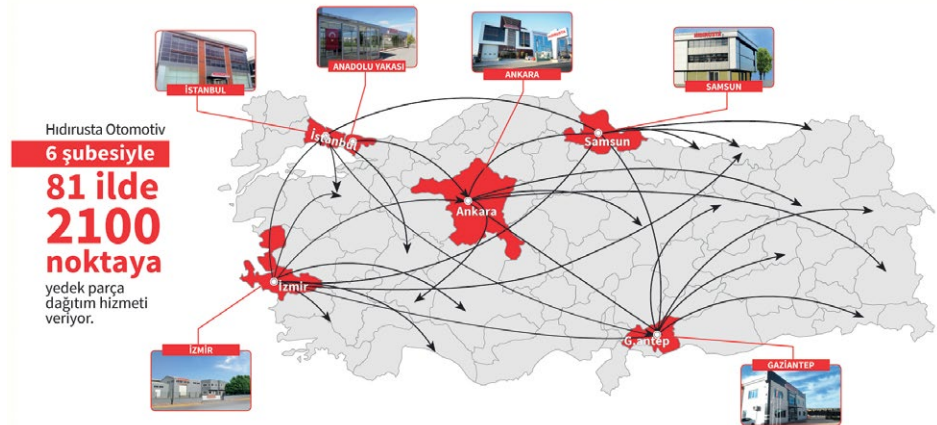 İSTANBUL
ANADOLU YAKASI
ANKARA
SAMSUN
Hıdırusta Otomotiv
6 şubesiyle
81 ilde
2100
noktaya
yedek parça
dağıtım hizmeti
veriyor.
İstanbul
Samsun
Ankara
İzmir
G.antep
İZMİR
GAZİANTEP